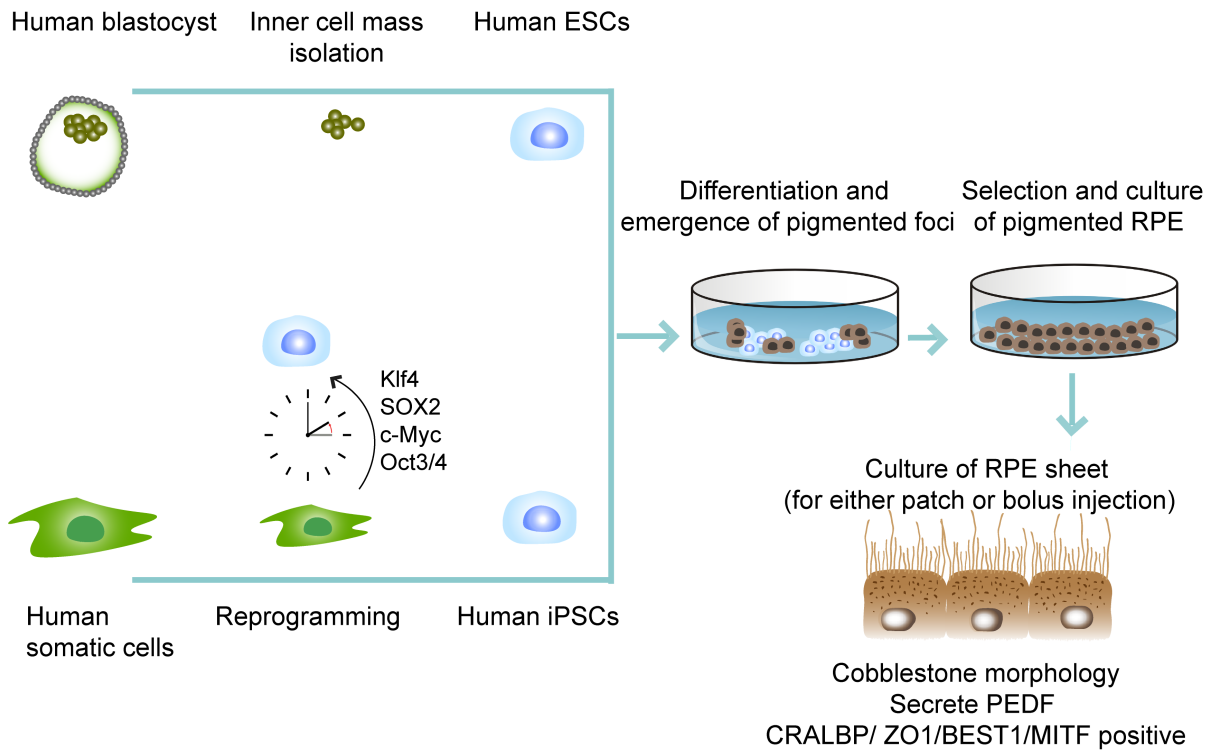 Human blastocyst
Inner cell mass
isolation
Human ESCs
Differentiation and
emergence of pigmented foci
Selection and culture
of pigmented RPE
Klf4
SOX2
c-Myc
Oct3/4
Culture of RPE sheet
(for either patch or bolus injection)
Human
somatic cells
Reprogramming
Human iPSCs
Cobblestone morphology
Secrete PEDF
CRALBP/ ZO1/BEST1/MITF positive